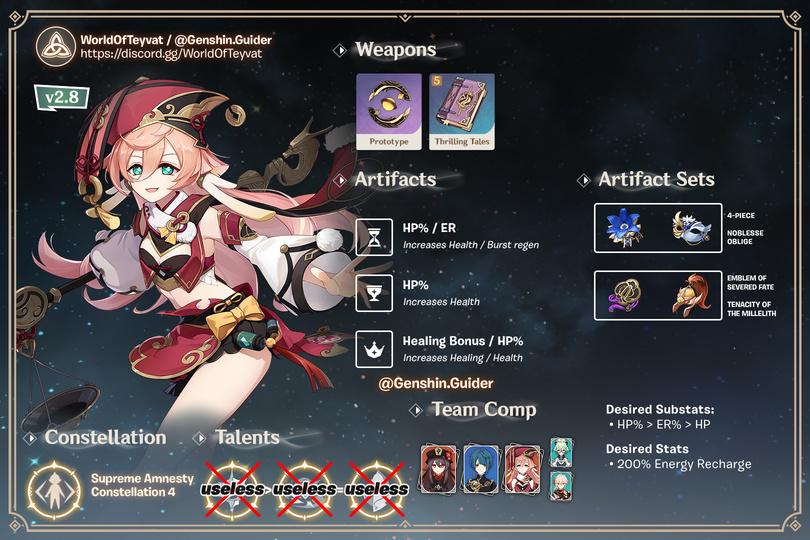 WorldOfTeyvat / @Genshin.Guider
https://discord.gg/WorldOfTeyvat
v2.8
Weapons
Prototype
5
Thrilling Tales
Artifacts
HP% / ER
Increases Health / Burst regen
HP%
Increases Health
Healing Bonus / HP%
Increases Healing / Health
Artifact Sets
4-PIECE
NOBLESSE
OBLIGE
EMBLEM OF
SEVERED FATE
TENACITY OF
THE MILLELITH
@Genshin.Guider
Team Comp
Desired Substats:
• HP% > ER% > HP
Desired Stats
• 200% Energy Recharge
Constellation
Supreme Amnesty
Constellation 4
Talents
useless useless useless